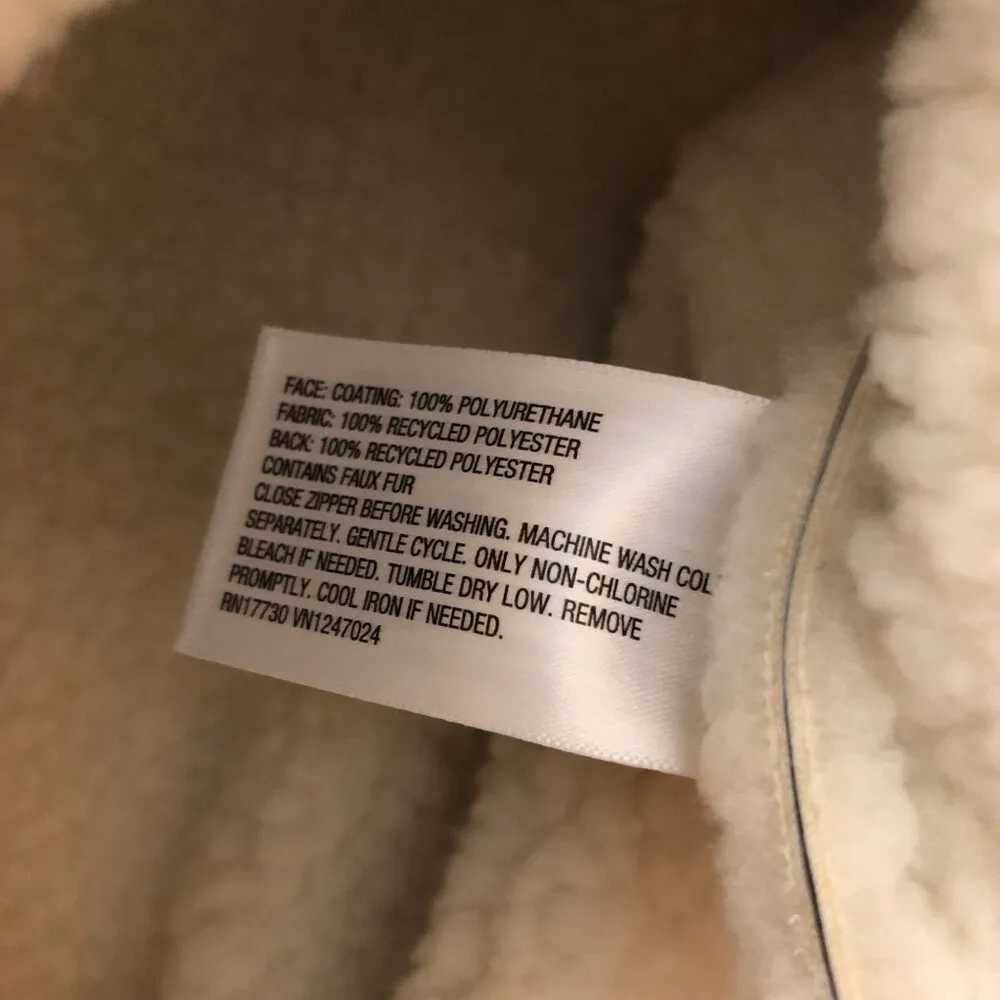 FACE: COATING: 100% POLYURETHANE
FABRIC: 100% RECYCLED POLYESTER
BACK: 100% RECYCLED POLYESTER
CONTAINS FAUX FUR
CLOSE ZIPPER BEFORE WASHING. MACHINE WASH COL
SEPARATELY. GENTLE CYCLE. ONLY NON-CHLORINE
BLEACH IF NEEDED. TUMBLE DRY LOW. REMOVE
PROMPTLY. COOL IRON IF NEEDED.
RN17730 VN1247024